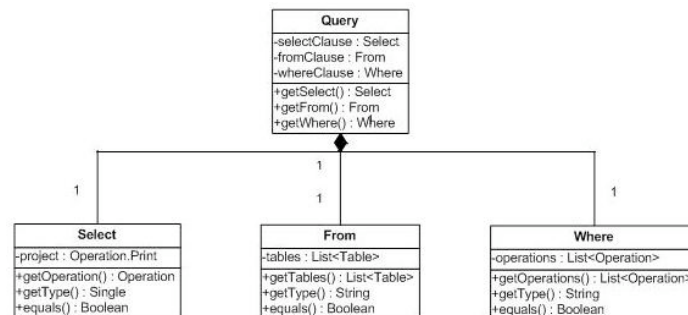 Query
-selectClause : Select
-fromClause : From
-whereClause : Where
+getSelect() : Select
+getFrom() : From
+getWhere() : Where
1
1
1
1
1
Select
-project : Operation.Print
+getOperation() : Operation
+getType() : Single
+equals() : Boolean
From
-tables : List<Table>
+getTables() : List<Table>
+getType() : String
+equals() : Boolean
Where
-operations : List<Operation>
+getOperations() : List<Operation>
+getType() : String
+equals() : Boolean